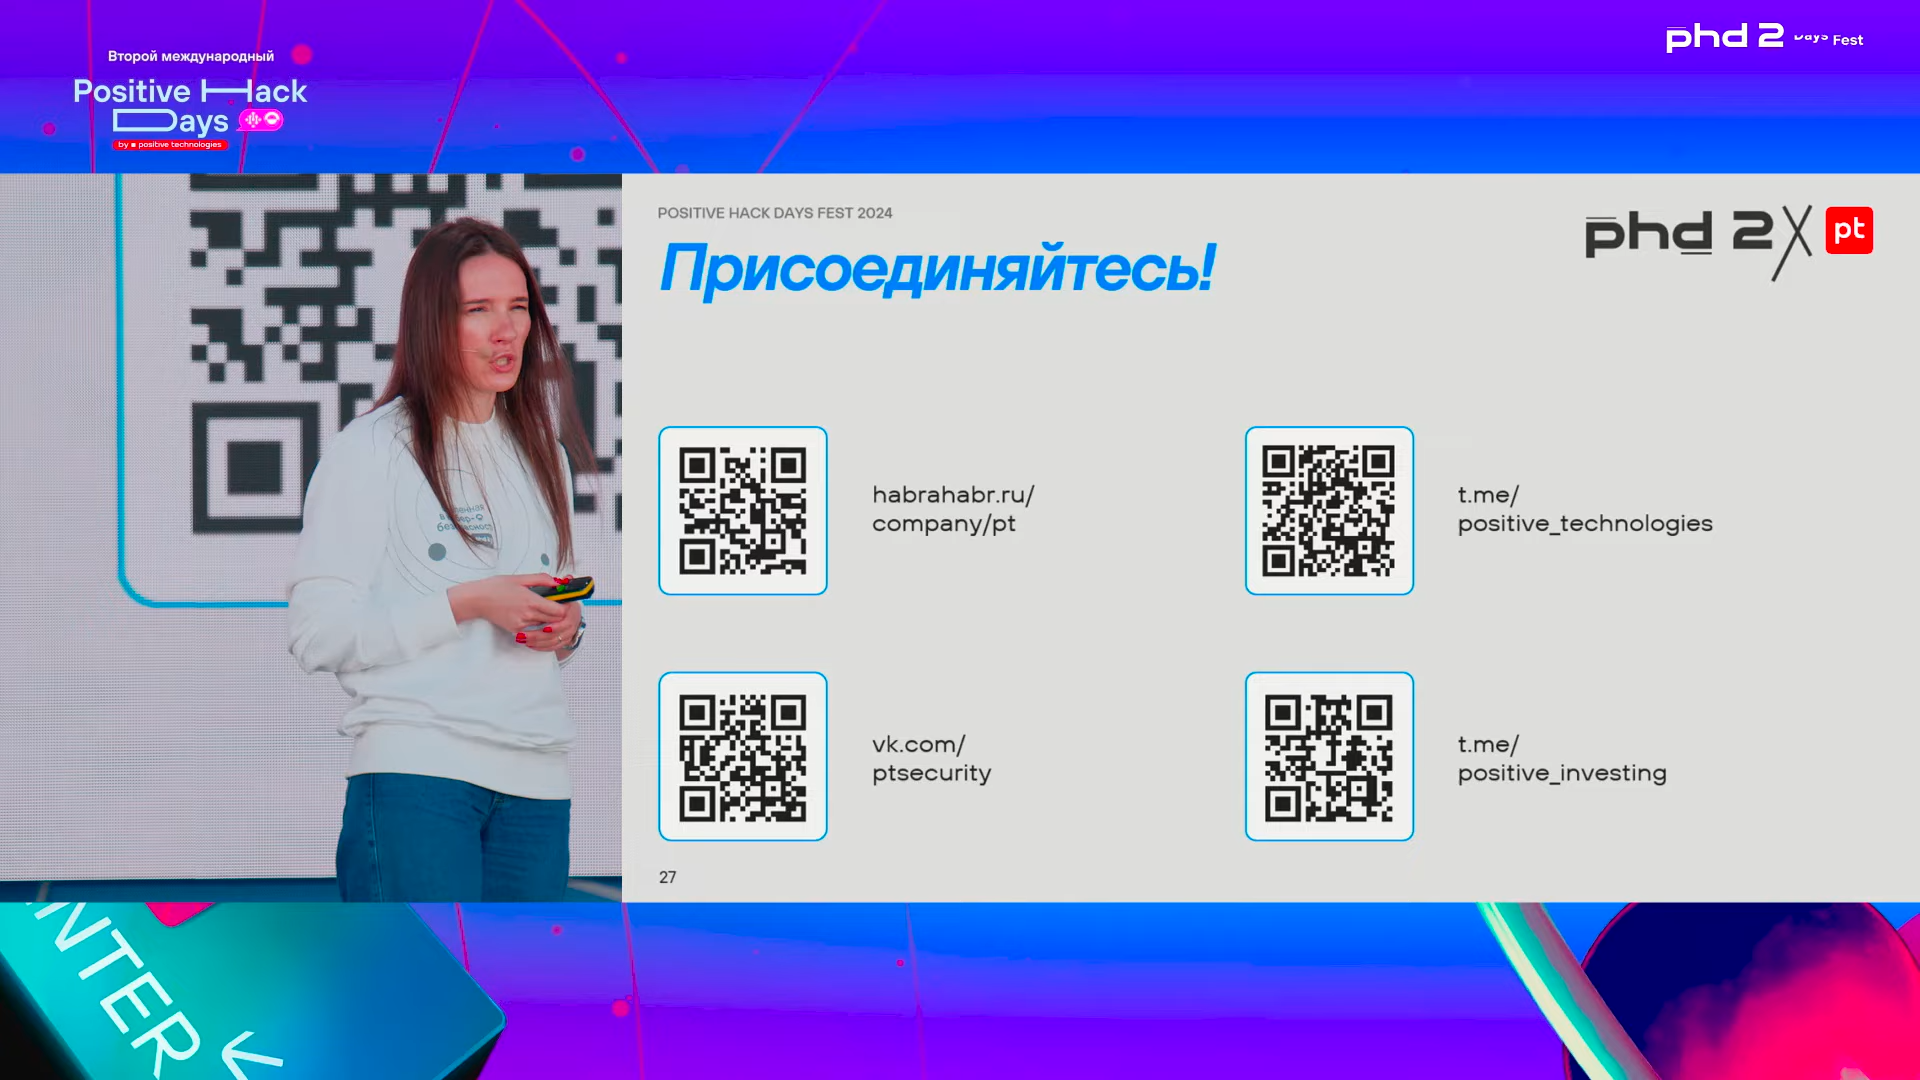 Второй международный
Positive Hack
Days
by positive technologies
phd 2 Days Fest
POSITIVE HACK DAYS FEST 2024
Присоединяйтесь!
phd 2
pt
habrahabr.ru/
company/pt
t.me/
positive_technologies
vk.com/
ptsecurity
t.me/
positive_investing
27